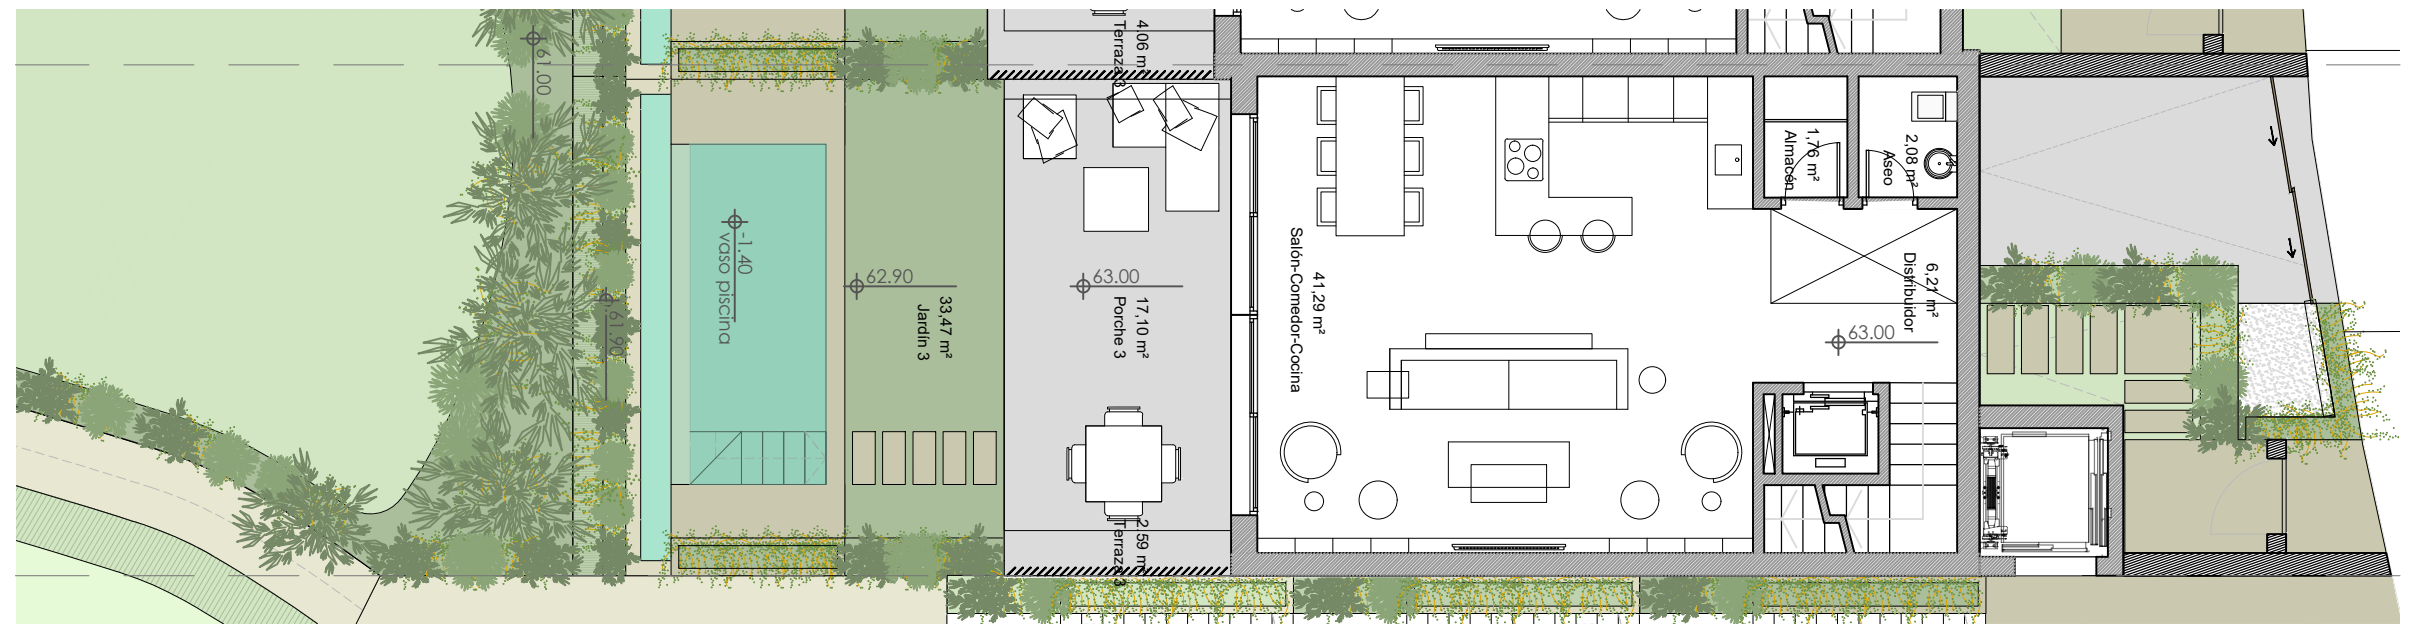 61.00
61.90
-1.40
vaso piscina
62.90
33,47 m²
Jardín 3
4.06 m²
Terraza 3
63.00
17,10 m²
Porche 3
2.59 m²
Terraza 3
41,29 m²
Salón-Comedor-Cocina
1,76 m²
Almacén
2,08 m²
Aseo
6,21 m²
Distribuidor
63.00